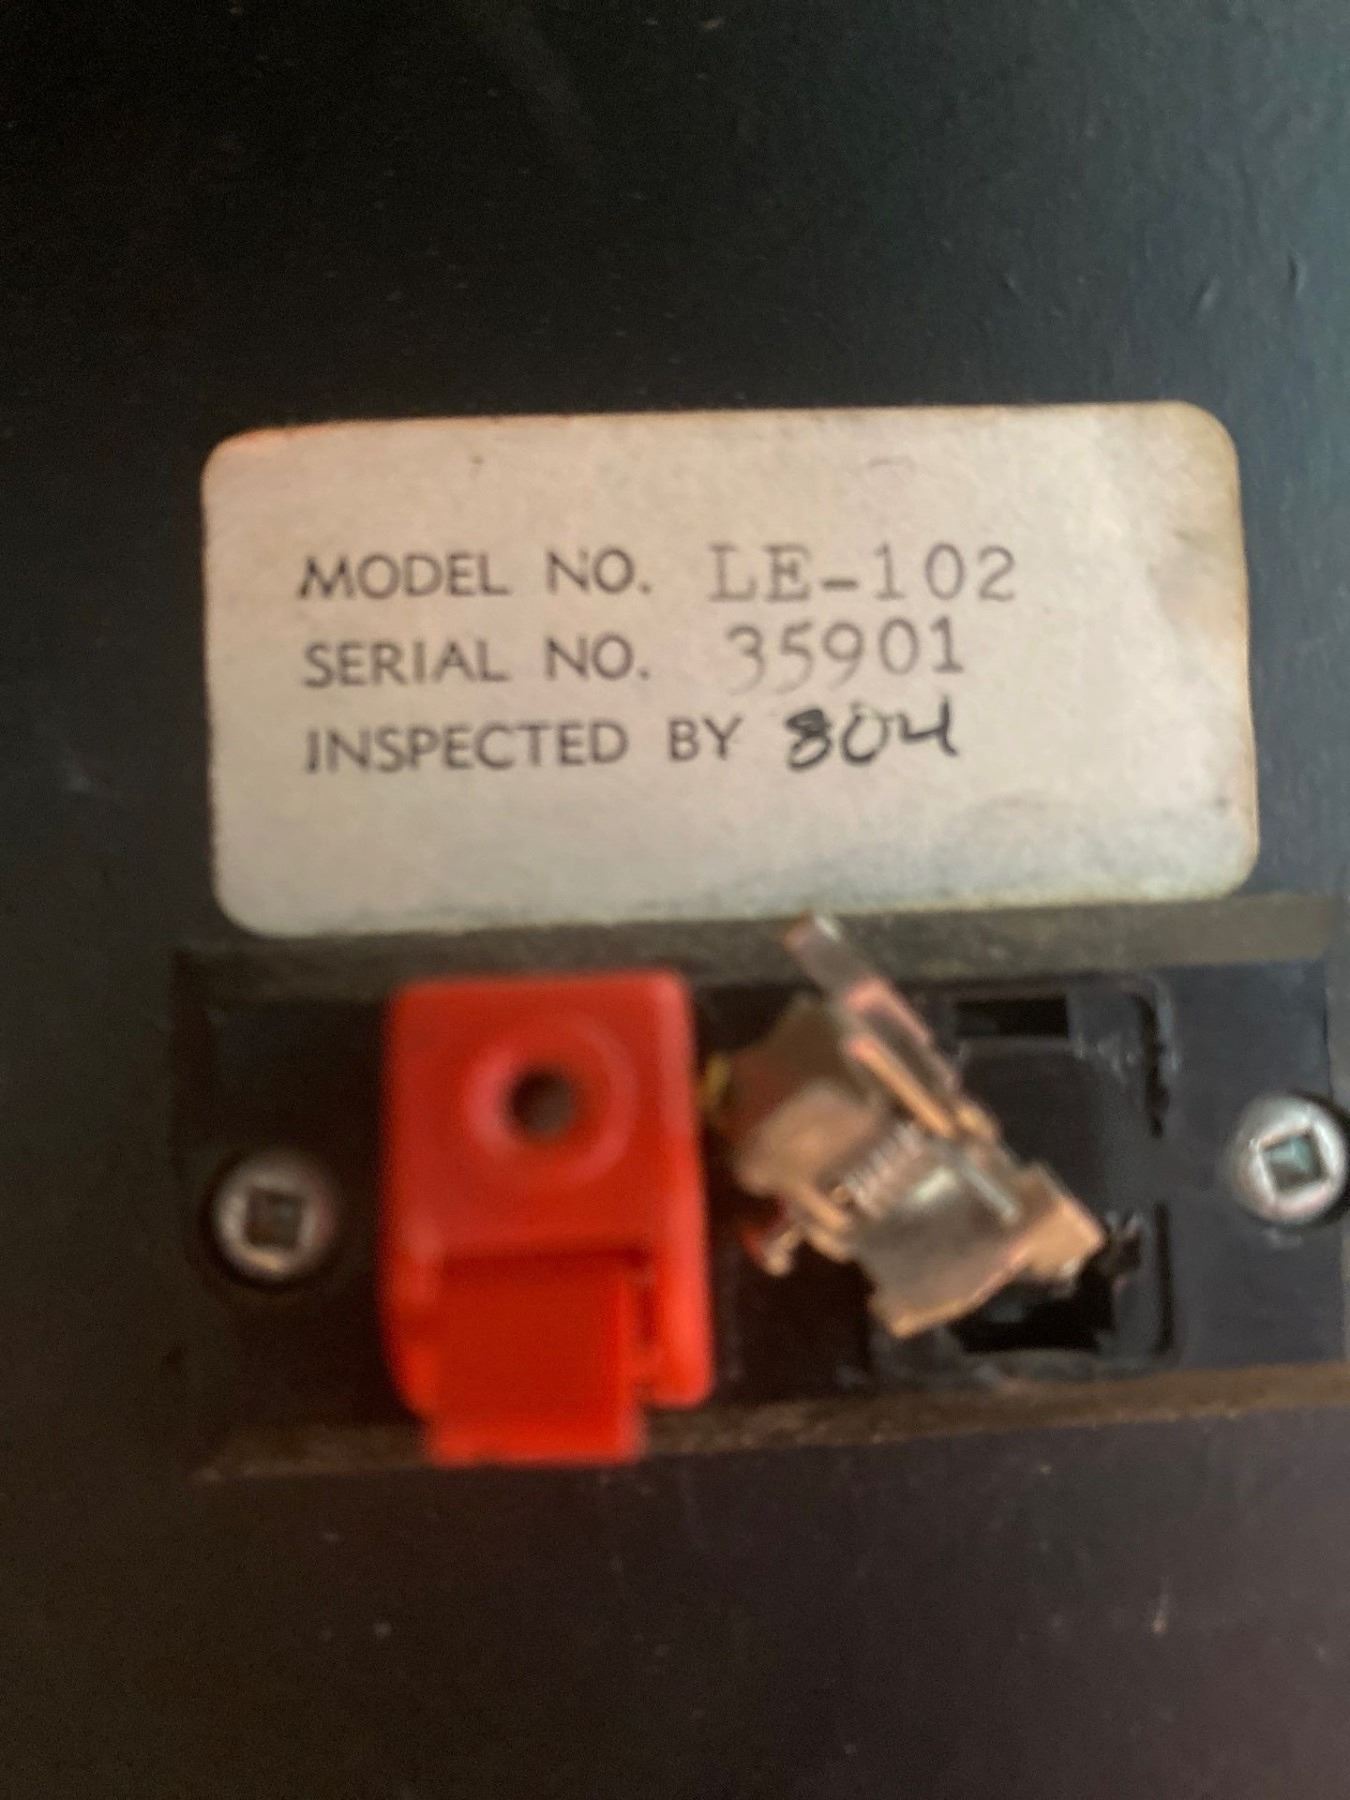 MODEL NO. LE-102
SERIAL NO. 35901
INSPECTED BY 804